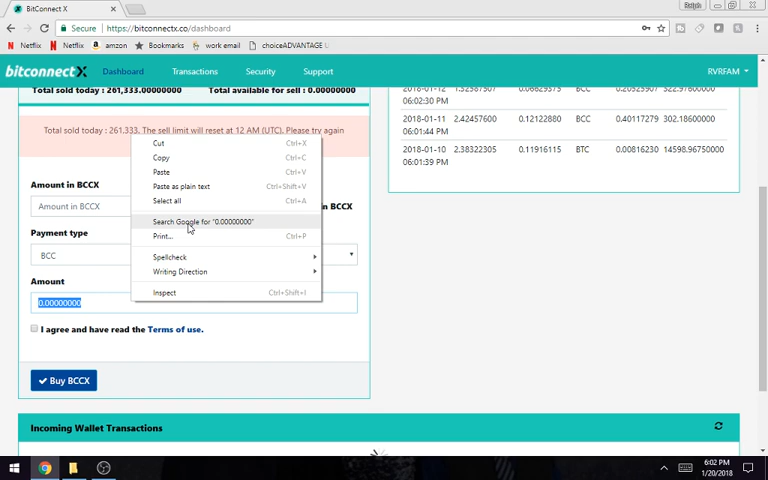 BitConnect X
Ralph
Secure
https://bitconnectx.co/dashboard
Netflix
Netflix
amzon
Bookmarks
work email
choiceADVANTAGE
bitconnectX
Dashboard
Transactions
Security
Support
RVRFAM
Total sold today : 261,333.00000000
Total available for sell : 0.00000000
Total sold today : 261,333. The sell limit will reset at 12 AM (UTC). Please try again
Amount in BCCX
Amount in BCCX
in BCCX
Payment type
BCC
Amount
0.00000000
I agree and have read the Terms of use.
Buy BCCX
Cut Ctrl+X
Copy Ctrl+C
Paste Ctrl+V
Paste as plain text Ctrl+Shift+V
Select all Ctrl+A
Search Google for "0.00000000"
Print... Ctrl+P
Spellcheck
Writing Direction
Inspect Ctrl+Shift+I
2018-01-12
06:02:30 PM
BCC
2018-01-11 2.42457600 0.12122880 BCC 0.40117279 302.18600000
06:01:44 PM
2018-01-10 2.38322305 0.11916115 BTC 0.00816230 14598.96750000
06:01:39 PM
Incoming Wallet Transactions
6:02 PM
1/20/2018